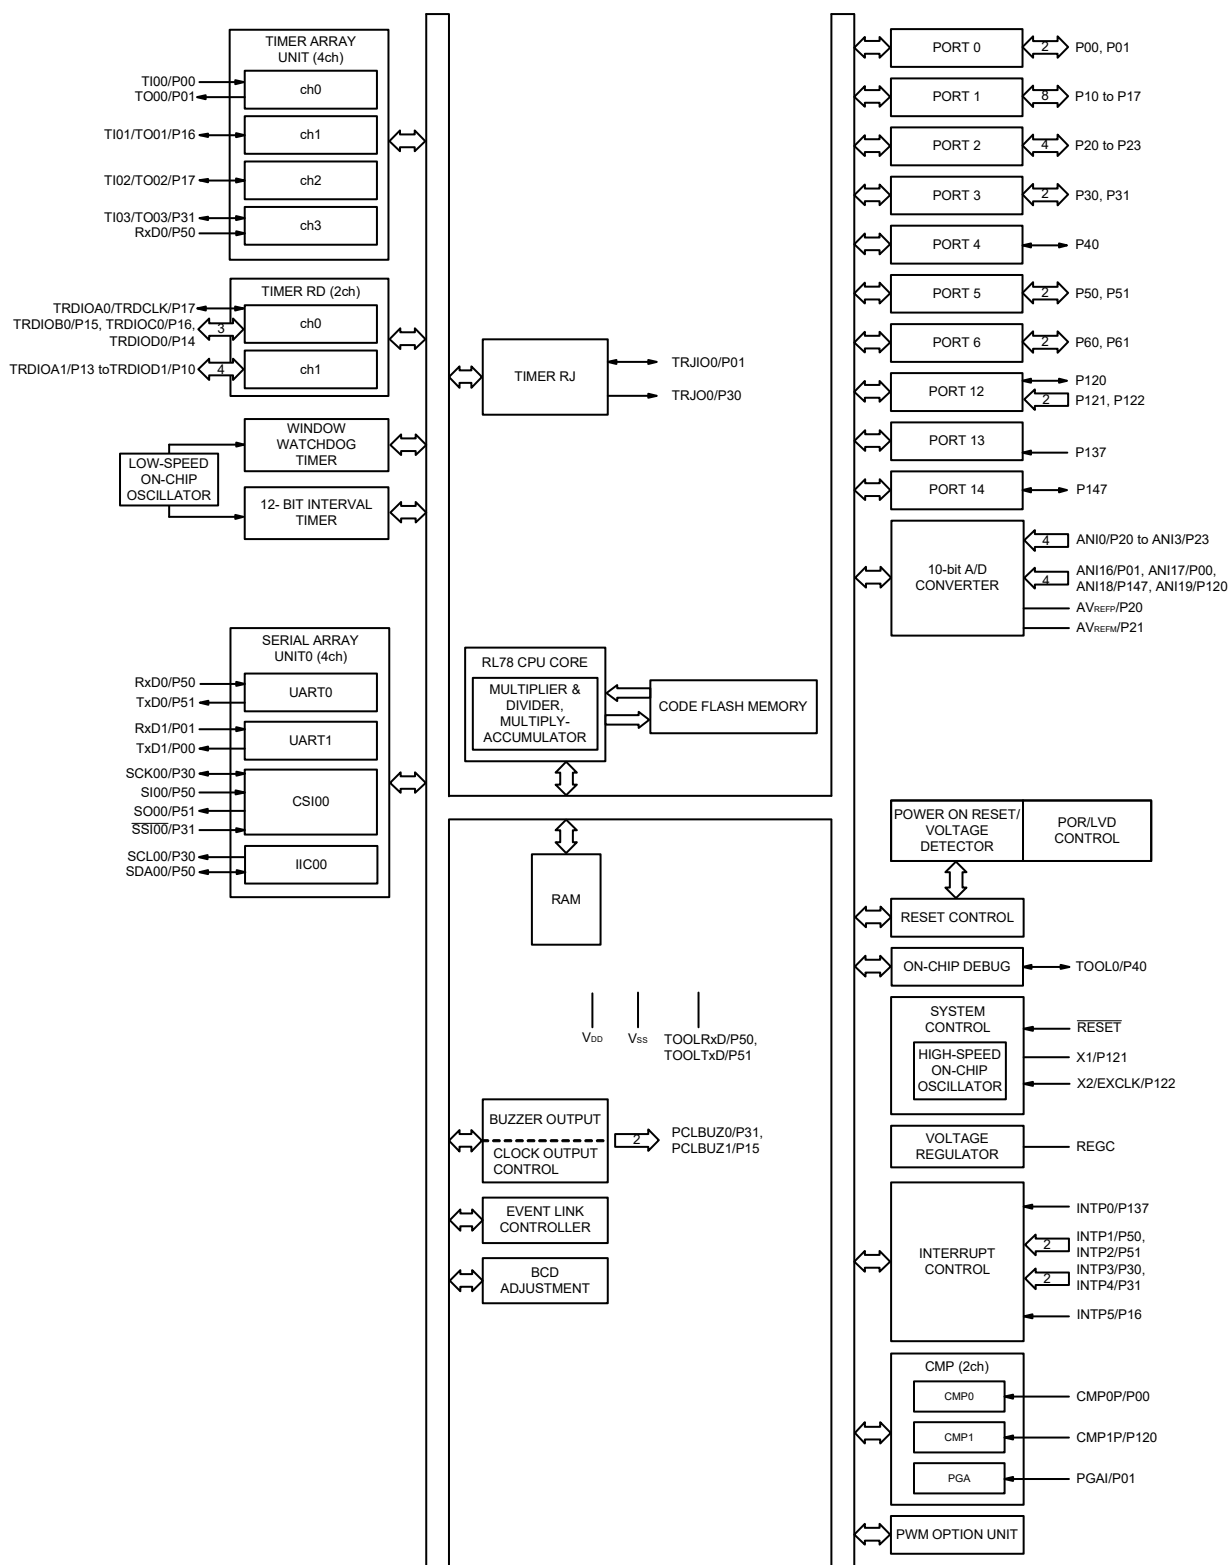 TIMER ARRAY
UNIT (4ch)
TI00/P00
TO00/P01
ch0
TI01/TO01/P16
ch1
TI02/TO02/P17
ch2
TI03/TO03/P31
RxD0/P50
ch3
TIMER RD (2ch)
TRDIOA0/TRDCLK/P17
TRDIOB0/P15, TRDIOC0/P16,
TRDIOD0/P14
3
ch0
TRDIOA1/P13 toTRDIOD1/P10
4
ch1
WINDOW
WATCHDOG
TIMER
LOW-SPEED
ON-CHIP
OSCILLATOR
12- BIT INTERVAL
TIMER
SERIAL ARRAY
UNIT0 (4ch)
RxD0/P50
TxD0/P51
UART0
RxD1/P01
TxD1/P00
UART1
SCK00/P30
SI00/P50
SO00/P51
SSI00/P31
CSI00
SCL00/P30
SDA00/P50
IIC00
TIMER RJ
TRJIO0/P01
TRJO0/P30
RL78 CPU CORE
MULTIPLIER &
DIVIDER,
MULTIPLY-
ACCUMULATOR
CODE FLASH MEMORY
RAM
VDD
VSS
TOOLRxD/P50,
TOOLTxD/P51
BUZZER OUTPUT
CLOCK OUTPUT
CONTROL
2
PCLBUZ0/P31,
PCLBUZ1/P15
EVENT LINK
CONTROLLER
BCD
ADJUSTMENT
PORT 0
2
P00, P01
PORT 1
8
P10 to P17
PORT 2
4
P20 to P23
PORT 3
2
P30, P31
PORT 4
P40
PORT 5
2
P50, P51
PORT 6
2
P60, P61
PORT 12
P120
2
P121, P122
PORT 13
P137
PORT 14
P147
10-bit A/D
CONVERTER
4
ANI0/P20 to ANI3/P23
4
ANI16/P01, ANI17/P00,
ANI18/P147, ANI19/P120
AVREFP/P20
AVREFM/P21
POWER ON RESET/
VOLTAGE
DETECTOR
POR/LVD
CONTROL
RESET CONTROL
ON-CHIP DEBUG
TOOL0/P40
SYSTEM
CONTROL
HIGH-SPEED
ON-CHIP
OSCILLATOR
RESET
X1/P121
X2/EXCLK/P122
VOLTAGE
REGULATOR
REGC
INTERRUPT
CONTROL
INTP0/P137
2
INTP1/P50,
INTP2/P51
2
INTP3/P30,
INTP4/P31
INTP5/P16
CMP (2ch)
CMP0
CMP0P/P00
CMP1
CMP1P/P120
PGA
PGAI/P01
PWM OPTION UNIT